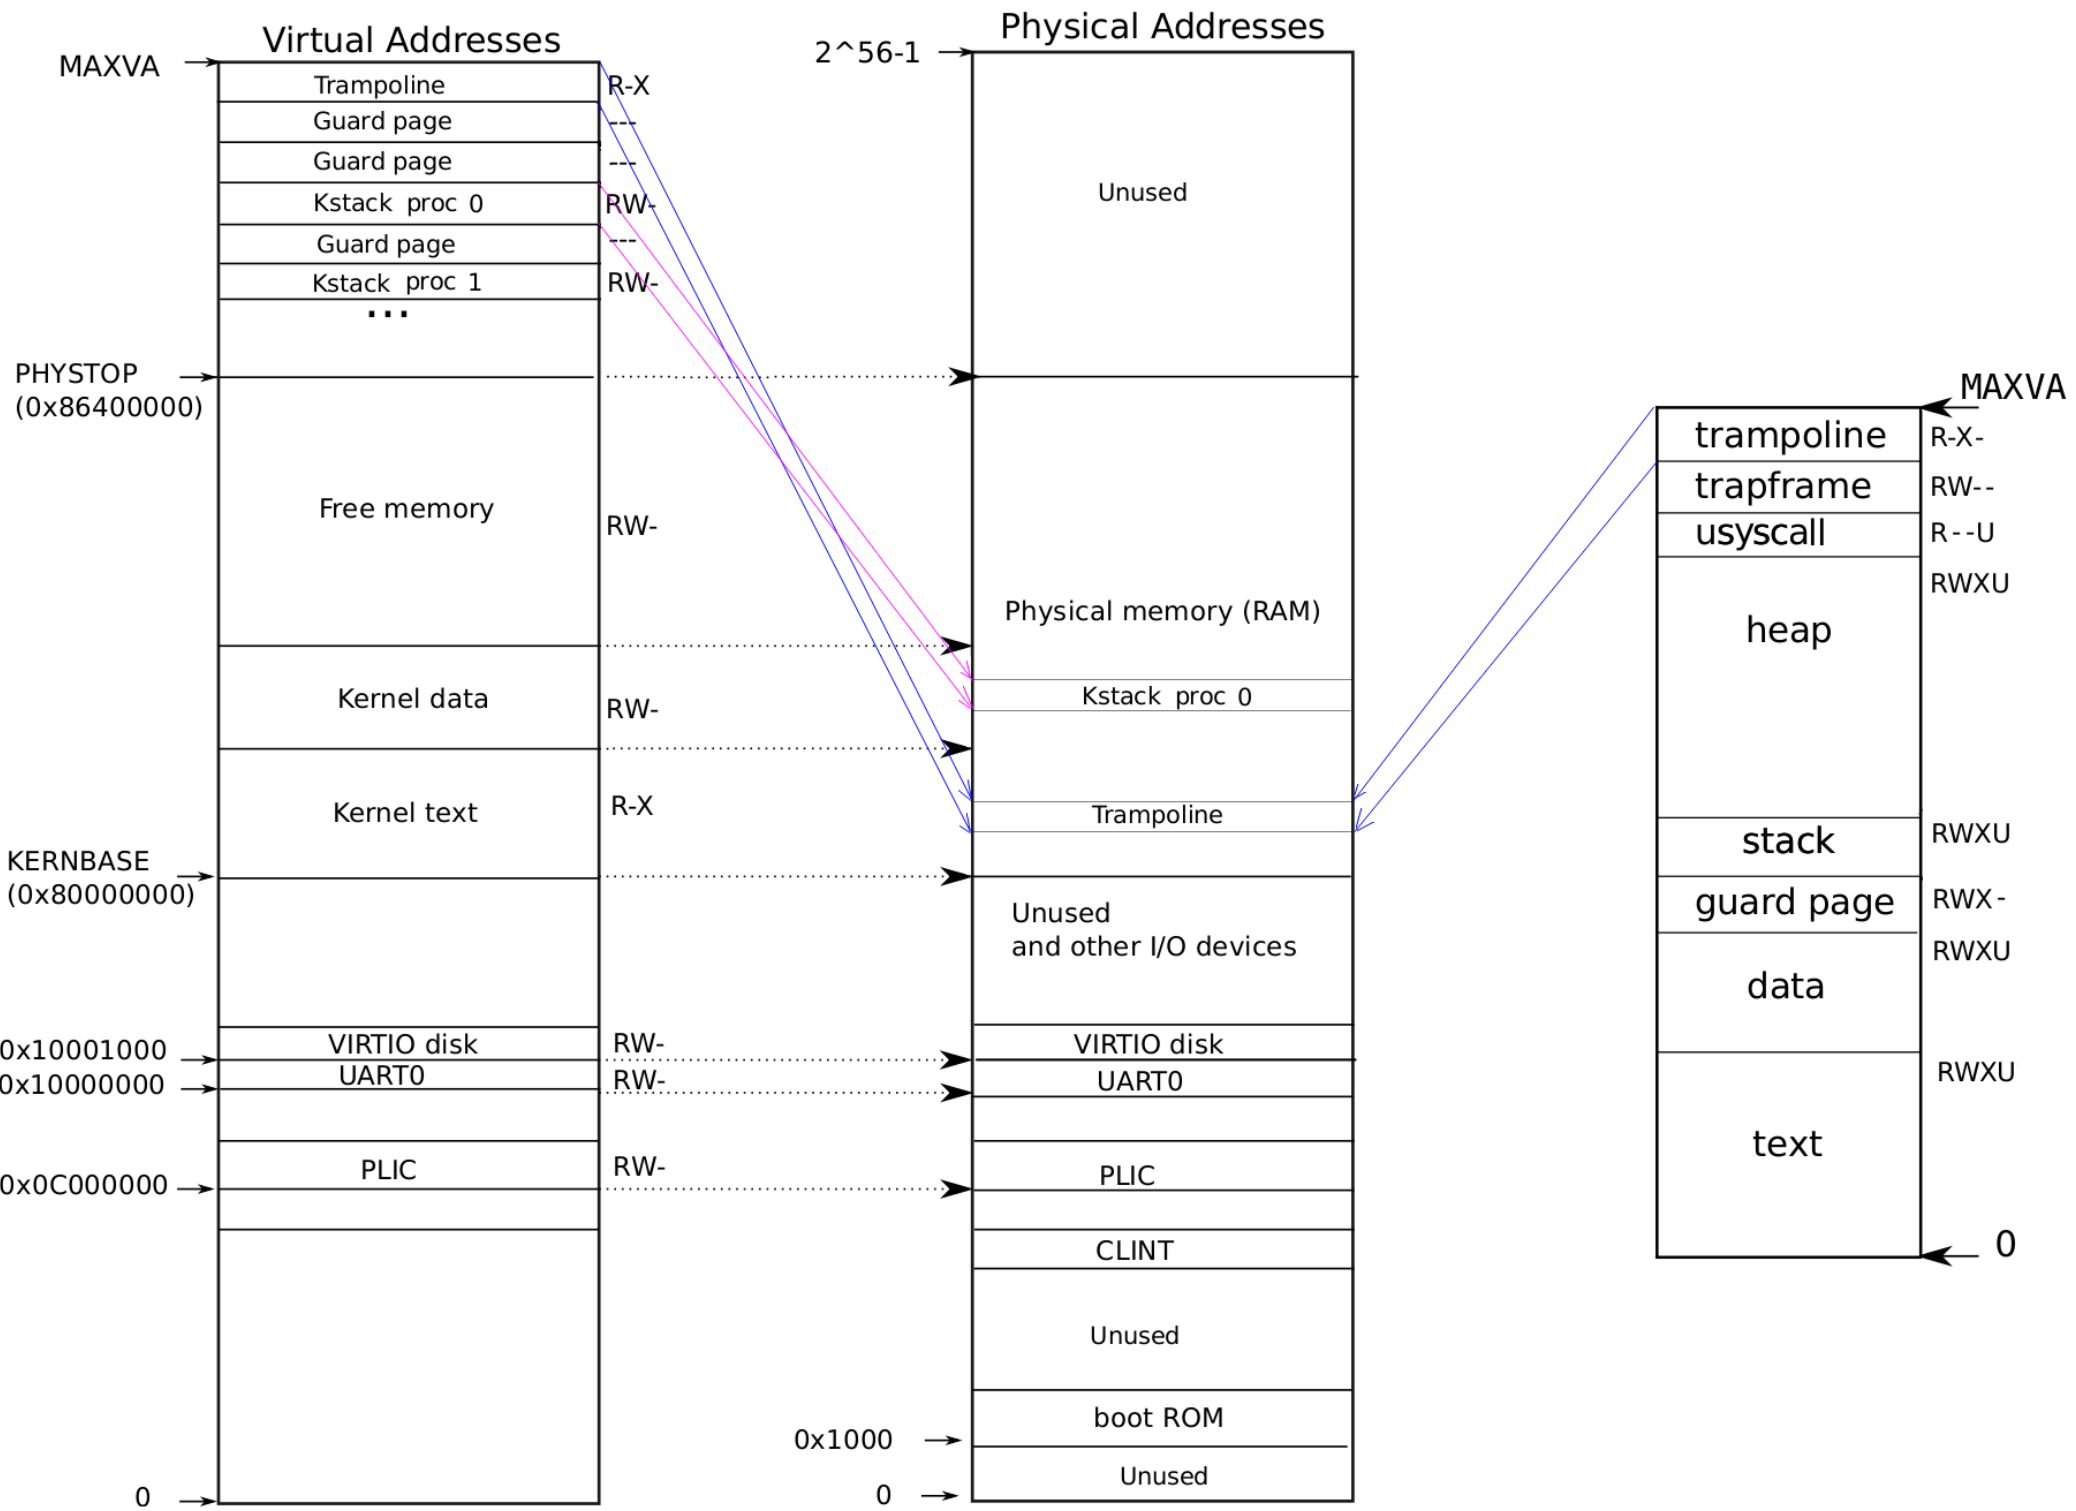 Virtual Addresses
MAXVA
Trampoline
R-X
Guard page
---
Guard page
---
Kstack proc 0
RW-
Guard page
---
Kstack proc 1
RW-
...
PHYSTOP
(0x86400000)
Free memory
RW-
Kernel data
RW-
Kernel text
R-X
KERNBASE
(0x80000000)
VIRTIO disk
RW-
0x10001000
UART0
RW-
0x10000000
PLIC
RW-
0x0C000000
0
Physical Addresses
2^56-1
Unused
Physical memory (RAM)
Kstack proc 0
Trampoline
Unused
and other I/O devices
VIRTIO disk
UART0
PLIC
CLINT
Unused
boot ROM
0x1000
Unused
0
MAXVA
trampoline
R-X-
trapframe
RW--
usyscall
R--U
RWXU
heap
stack
RWXU
guard page
RWX-
RWXU
data
RWXU
text
0